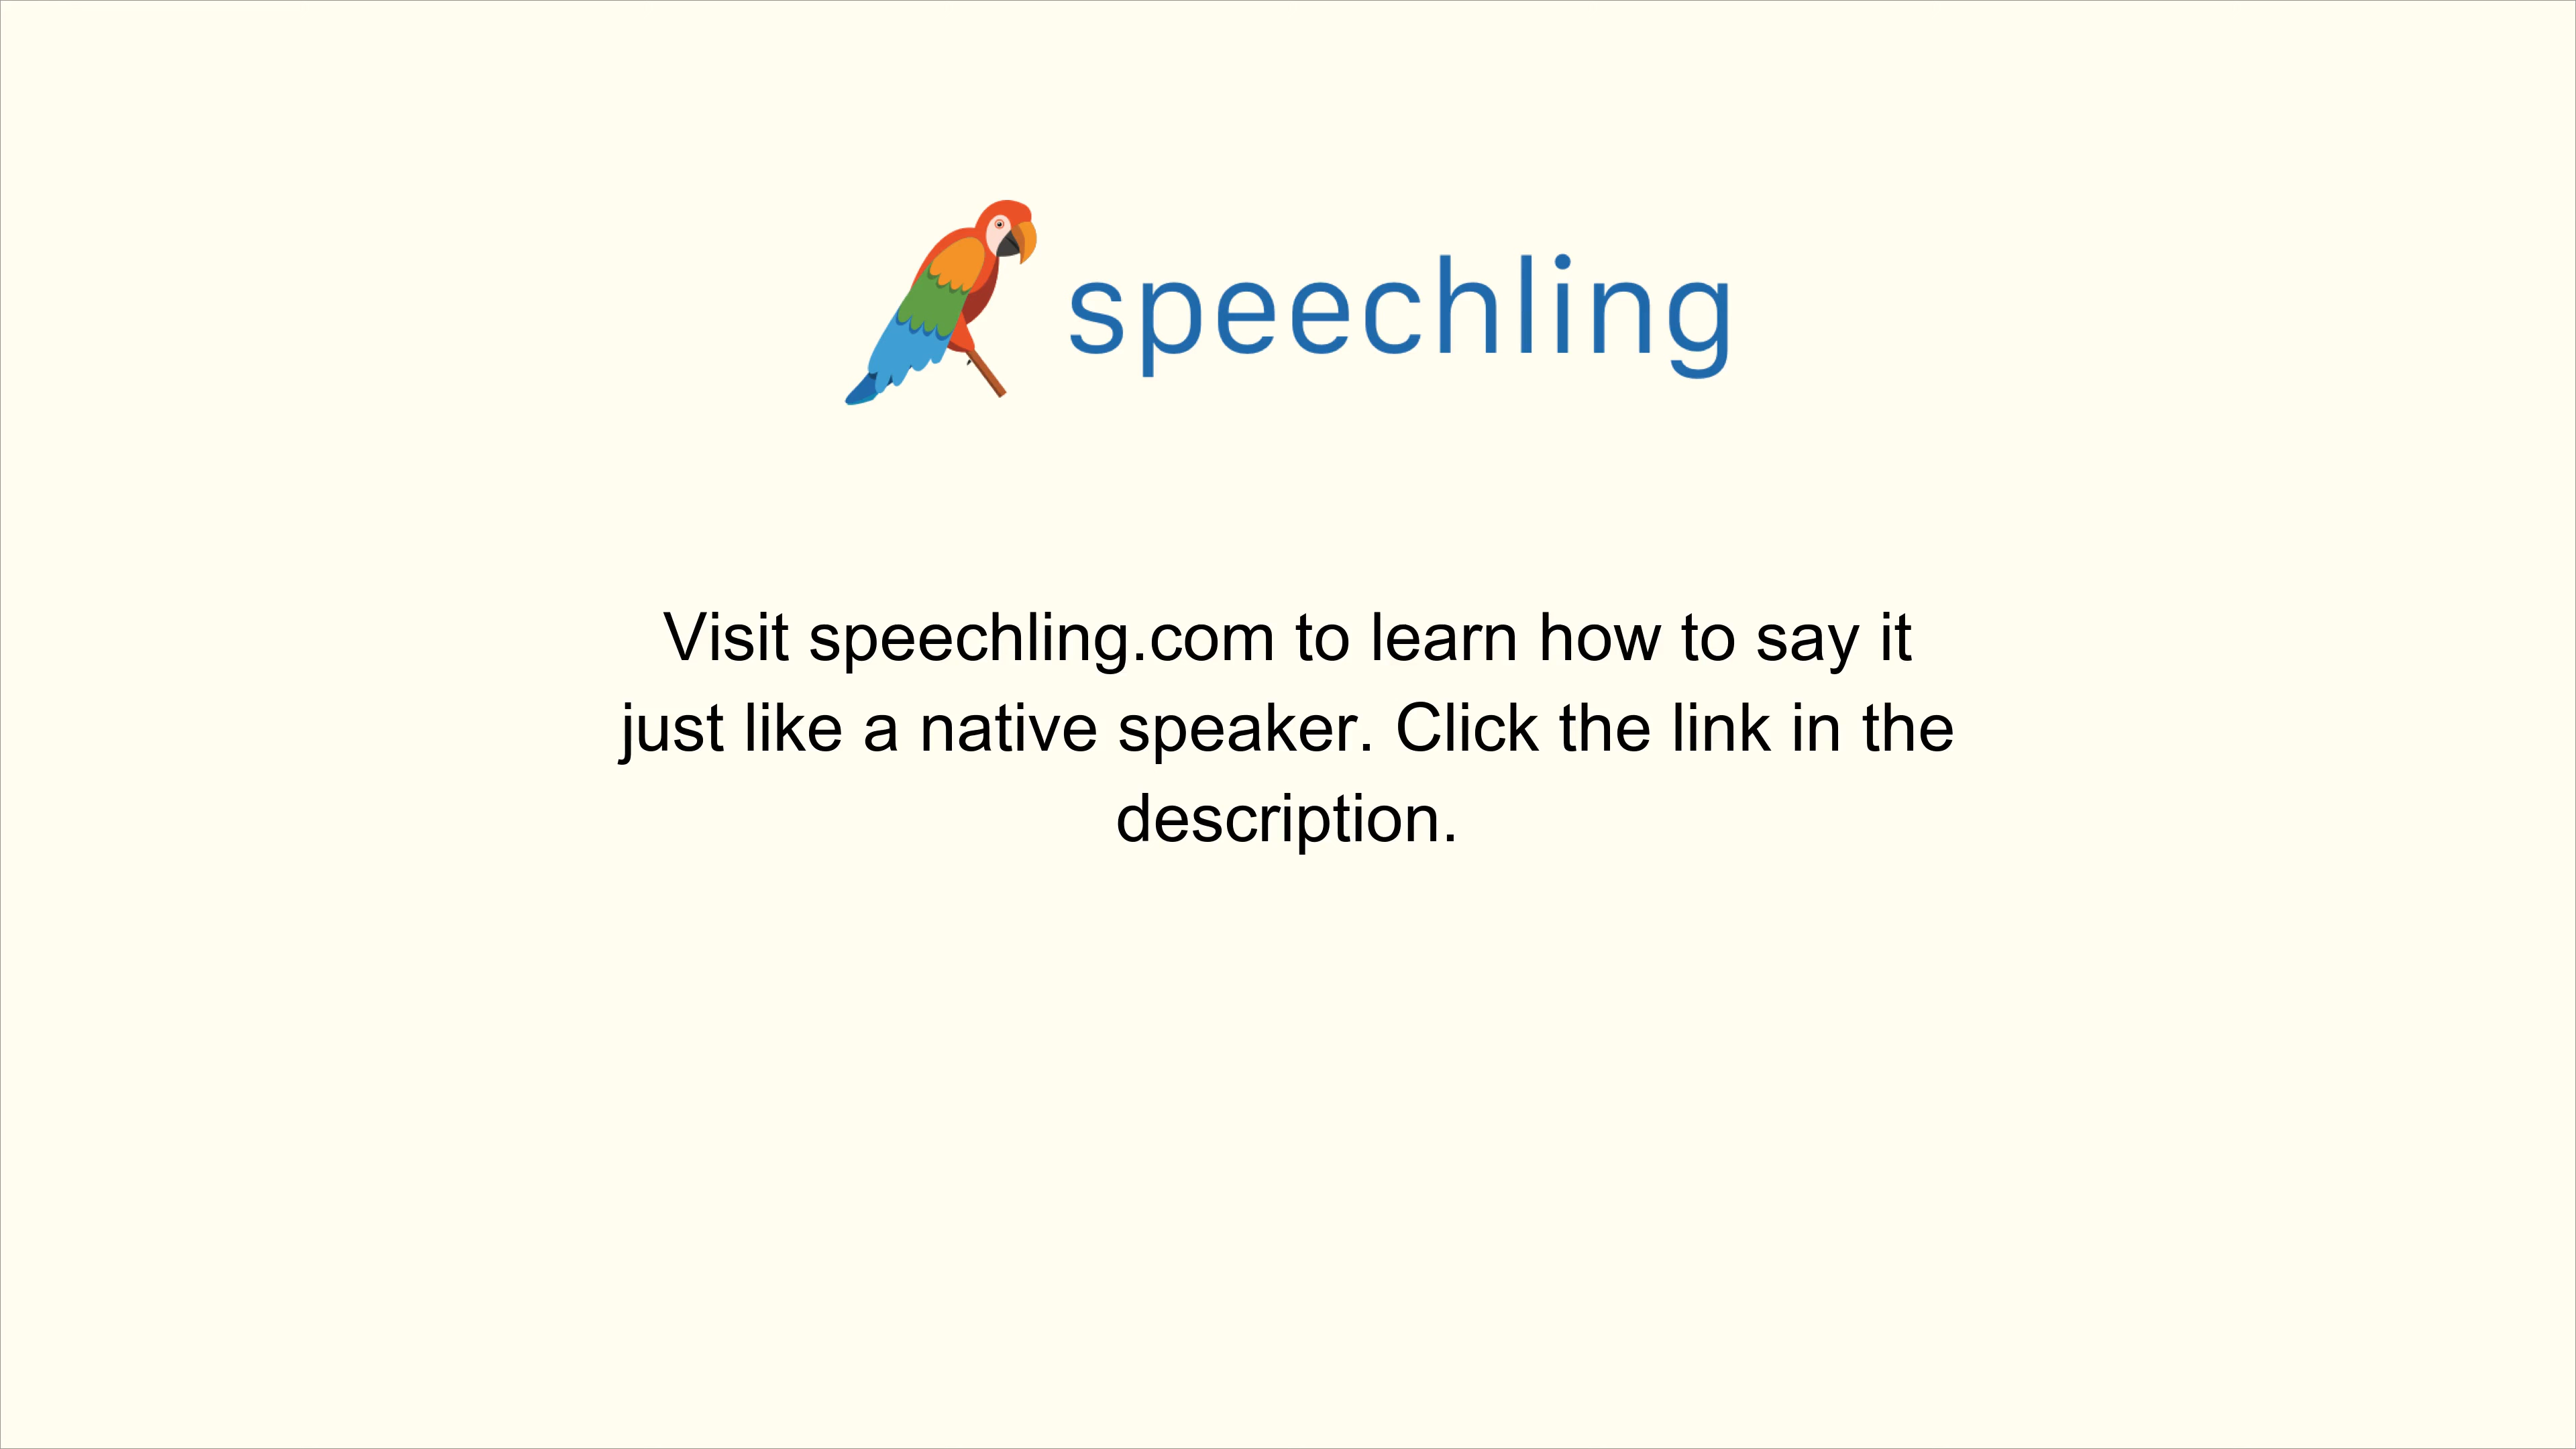 speechling
Visit speechling.com to learn how to say it
just like a native speaker. Click the link in the
description.